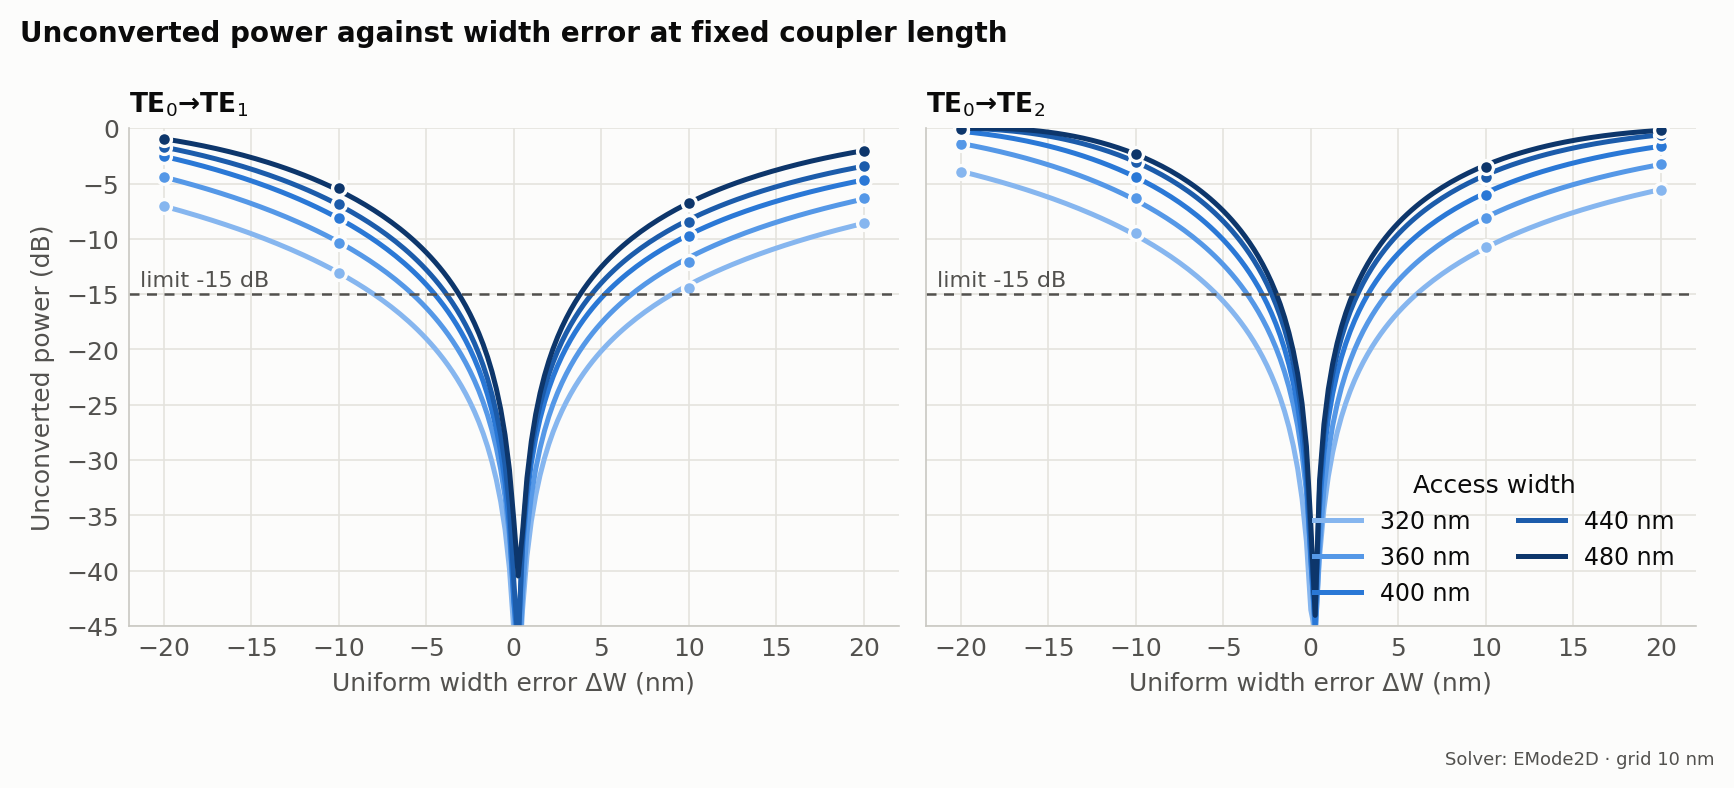 Unconverted power against width error at fixed coupler length
TE₀→TE₁
TE₀→TE₂
Unconverted power (dB)
0
−5
−10
−15
−20
−25
−30
−35
−40
−45
limit -15 dB
limit -15 dB
−20 −15 −10 −5 0 5 10 15 20
−20 −15 −10 −5 0 5 10 15 20
Uniform width error ΔW (nm)
Uniform width error ΔW (nm)
Access width
320 nm
360 nm
400 nm
440 nm
480 nm
Solver: EMode2D · grid 10 nm